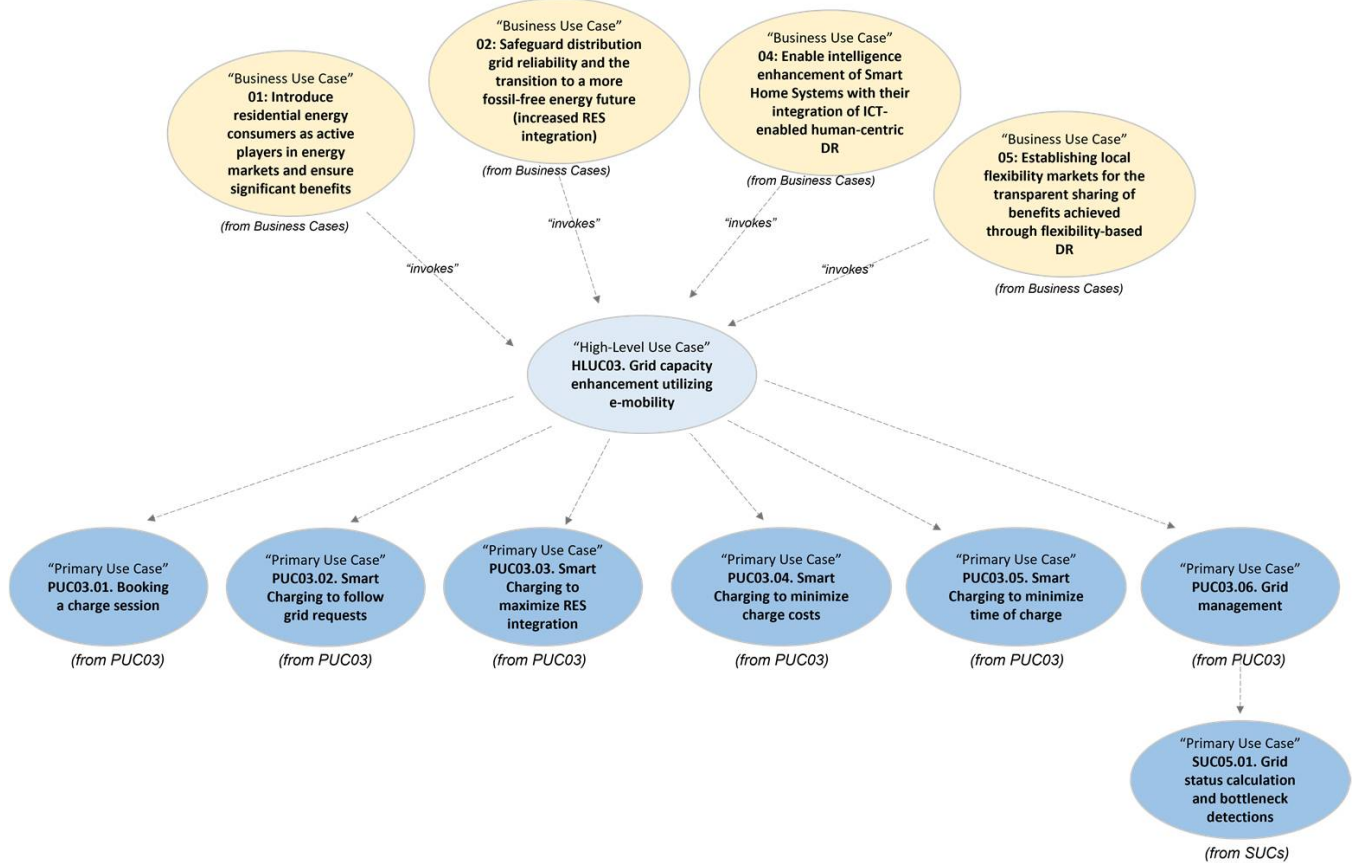 “Business Use Case”
01: Introduce
residential energy
consumers as active
players in energy
markets and ensure
significant benefits
(from Business Cases)
“Business Use Case”
02: Safeguard distribution
grid reliability and the
transition to a more
fossil-free energy future
(increased RES
integration)
(from Business Cases)
“Business Use Case”
04: Enable intelligence
enhancement of Smart
Home Systems with their
integration of ICT-
enabled human-centric
DR
(from Business Cases)
“Business Use Case”
05: Establishing local
flexibility markets for the
transparent sharing of
benefits achieved
through flexibility-based
DR
(from Business Cases)
“invokes”
“invokes”
“invokes”
“invokes”
“High-Level Use Case”
HLUC03. Grid capacity
enhancement utilizing
e-mobility
“Primary Use Case”
PUC03.01. Booking
a charge session
(from PUC03)
“Primary Use Case”
PUC03.02. Smart
Charging to follow
grid requests
(from PUC03)
“Primary Use Case”
PUC03.03. Smart
Charging to
maximize RES
integration
(from PUC03)
“Primary Use Case”
PUC03.04. Smart
Charging to minimize
charge costs
(from PUC03)
“Primary Use Case”
PUC03.05. Smart
Charging to minimize
time of charge
(from PUC03)
“Primary Use Case”
PUC03.06. Grid
management
(from PUC03)
“Primary Use Case”
SUC05.01. Grid
status calculation
and bottleneck
detections
(from SUCs)